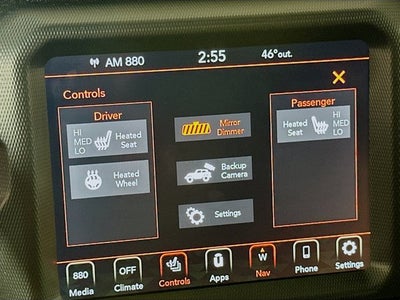 AM 880
2:55
46°out.
Controls
Driver
HI
MED
LO
Heated
Seat
Heated
Wheel
Mirror
Dimmer
Backup
Camera
Settings
Passenger
Heated
Seat
HI
MED
LO
880
Media
OFF
Climate
Controls
Apps
W
Nav
Phone
Settings